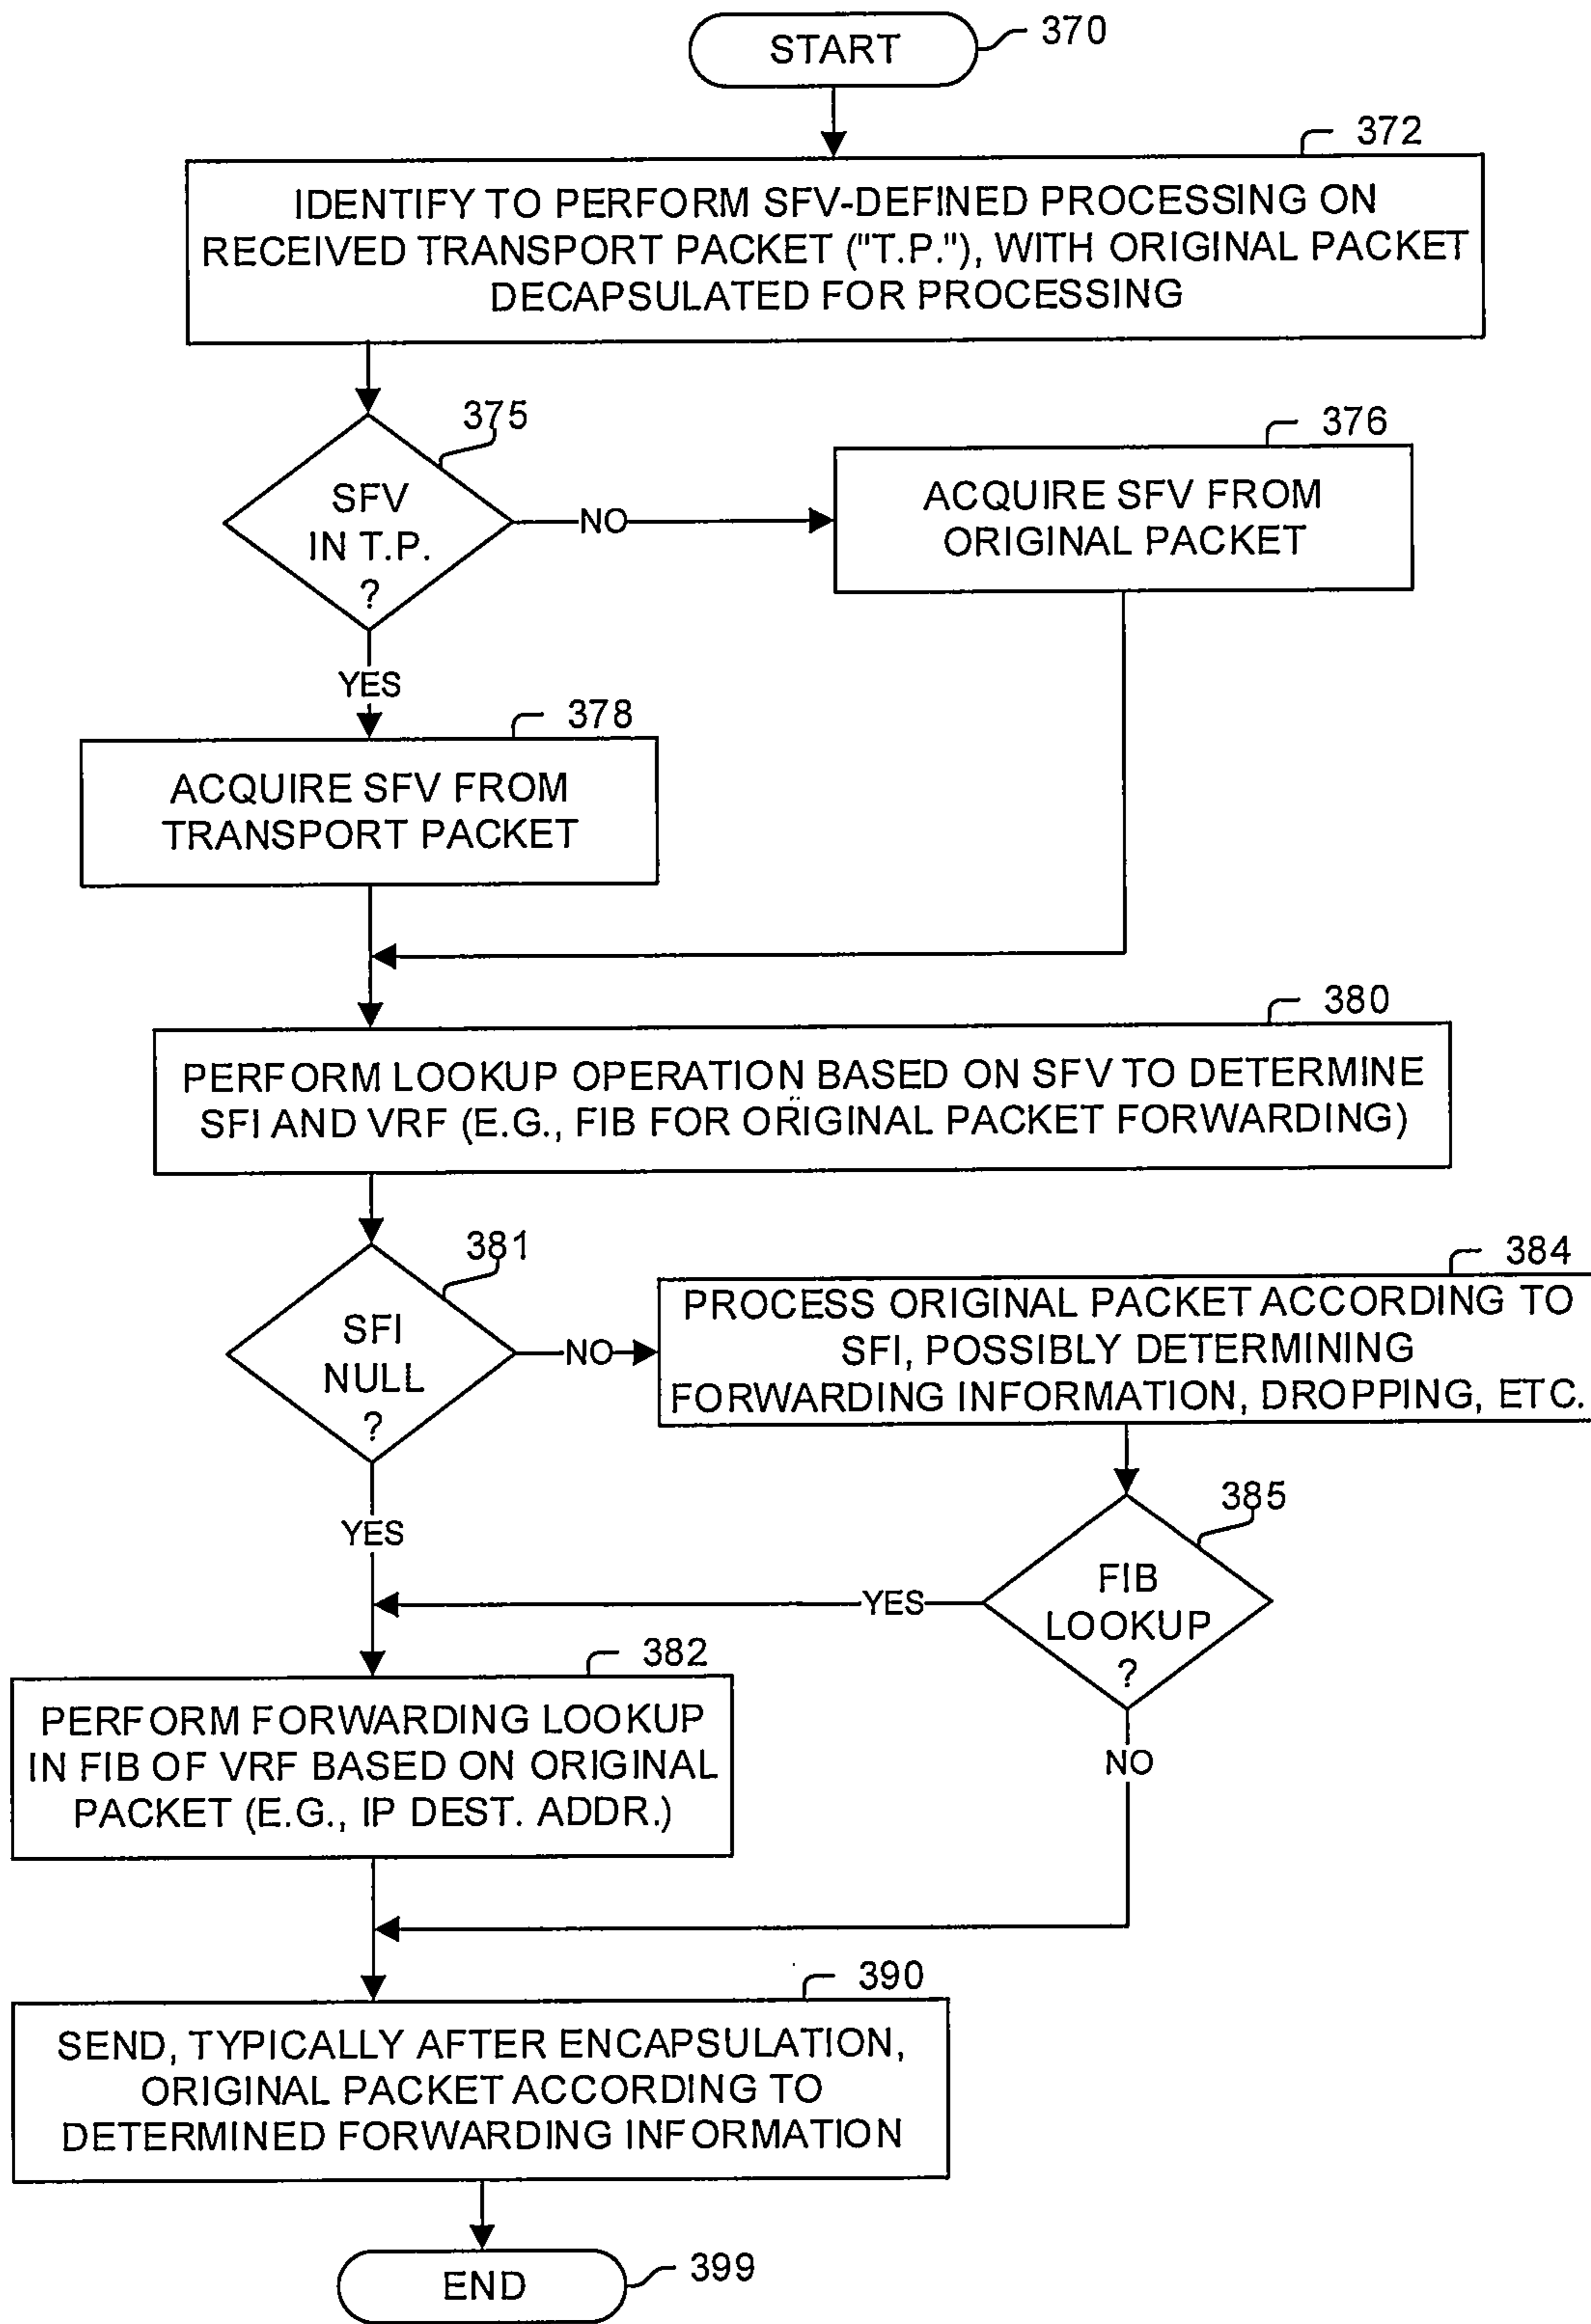 START
370
372
IDENTIFY TO PERFORM SFV-DEFINED PROCESSING ON
RECEIVED TRANSPORT PACKET ("T.P."), WITH ORIGINAL PACKET
DECAPSULATED FOR PROCESSING
375
SFV
IN T.P.
?
NO
376
ACQUIRE SFV FROM
ORIGINAL PACKET
YES
378
ACQUIRE SFV FROM
TRANSPORT PACKET
380
PERFORM LOOKUP OPERATION BASED ON SFV TO DETERMINE
SFI AND VRF (E.G., FIB FOR ORIGINAL PACKET FORWARDING)
381
SFI
NULL
?
NO
384
PROCESS ORIGINAL PACKET ACCORDING TO
SFI, POSSIBLY DETERMINING
FORWARDING INFORMATION, DROPPING, ETC.
385
FIB
LOOKUP
?
YES
YES
NO
382
PERFORM FORWARDING LOOKUP
IN FIB OF VRF BASED ON ORIGINAL
PACKET (E.G., IP DEST. ADDR.)
390
SEND, TYPICALLY AFTER ENCAPSULATION,
ORIGINAL PACKET ACCORDING TO
DETERMINED FORWARDING INFORMATION
END
399